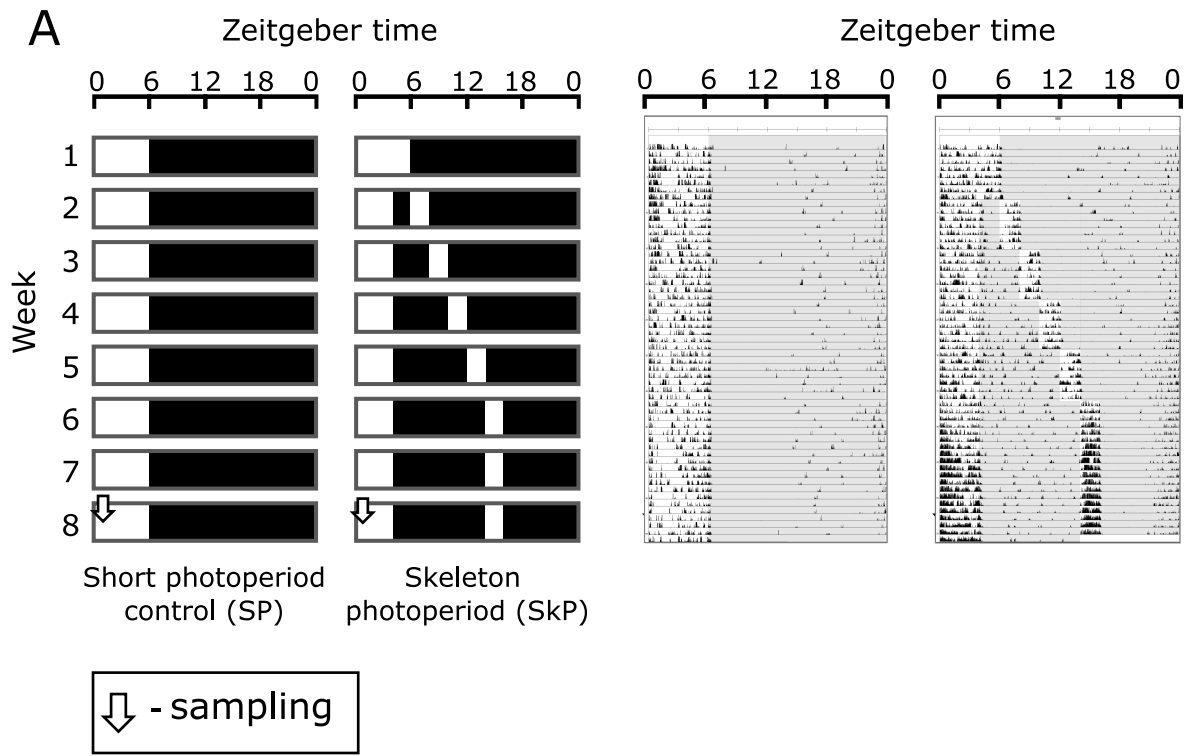 A
Zeitgeber time
Zeitgeber time
0 6 12 18 0
0 6 12 18 0
0 6 12 18 0
0 6 12 18 0
Week
1
2
3
4
5
6
7
8
Short photoperiod
control (SP)
Skeleton
photoperiod (SkP)
- sampling